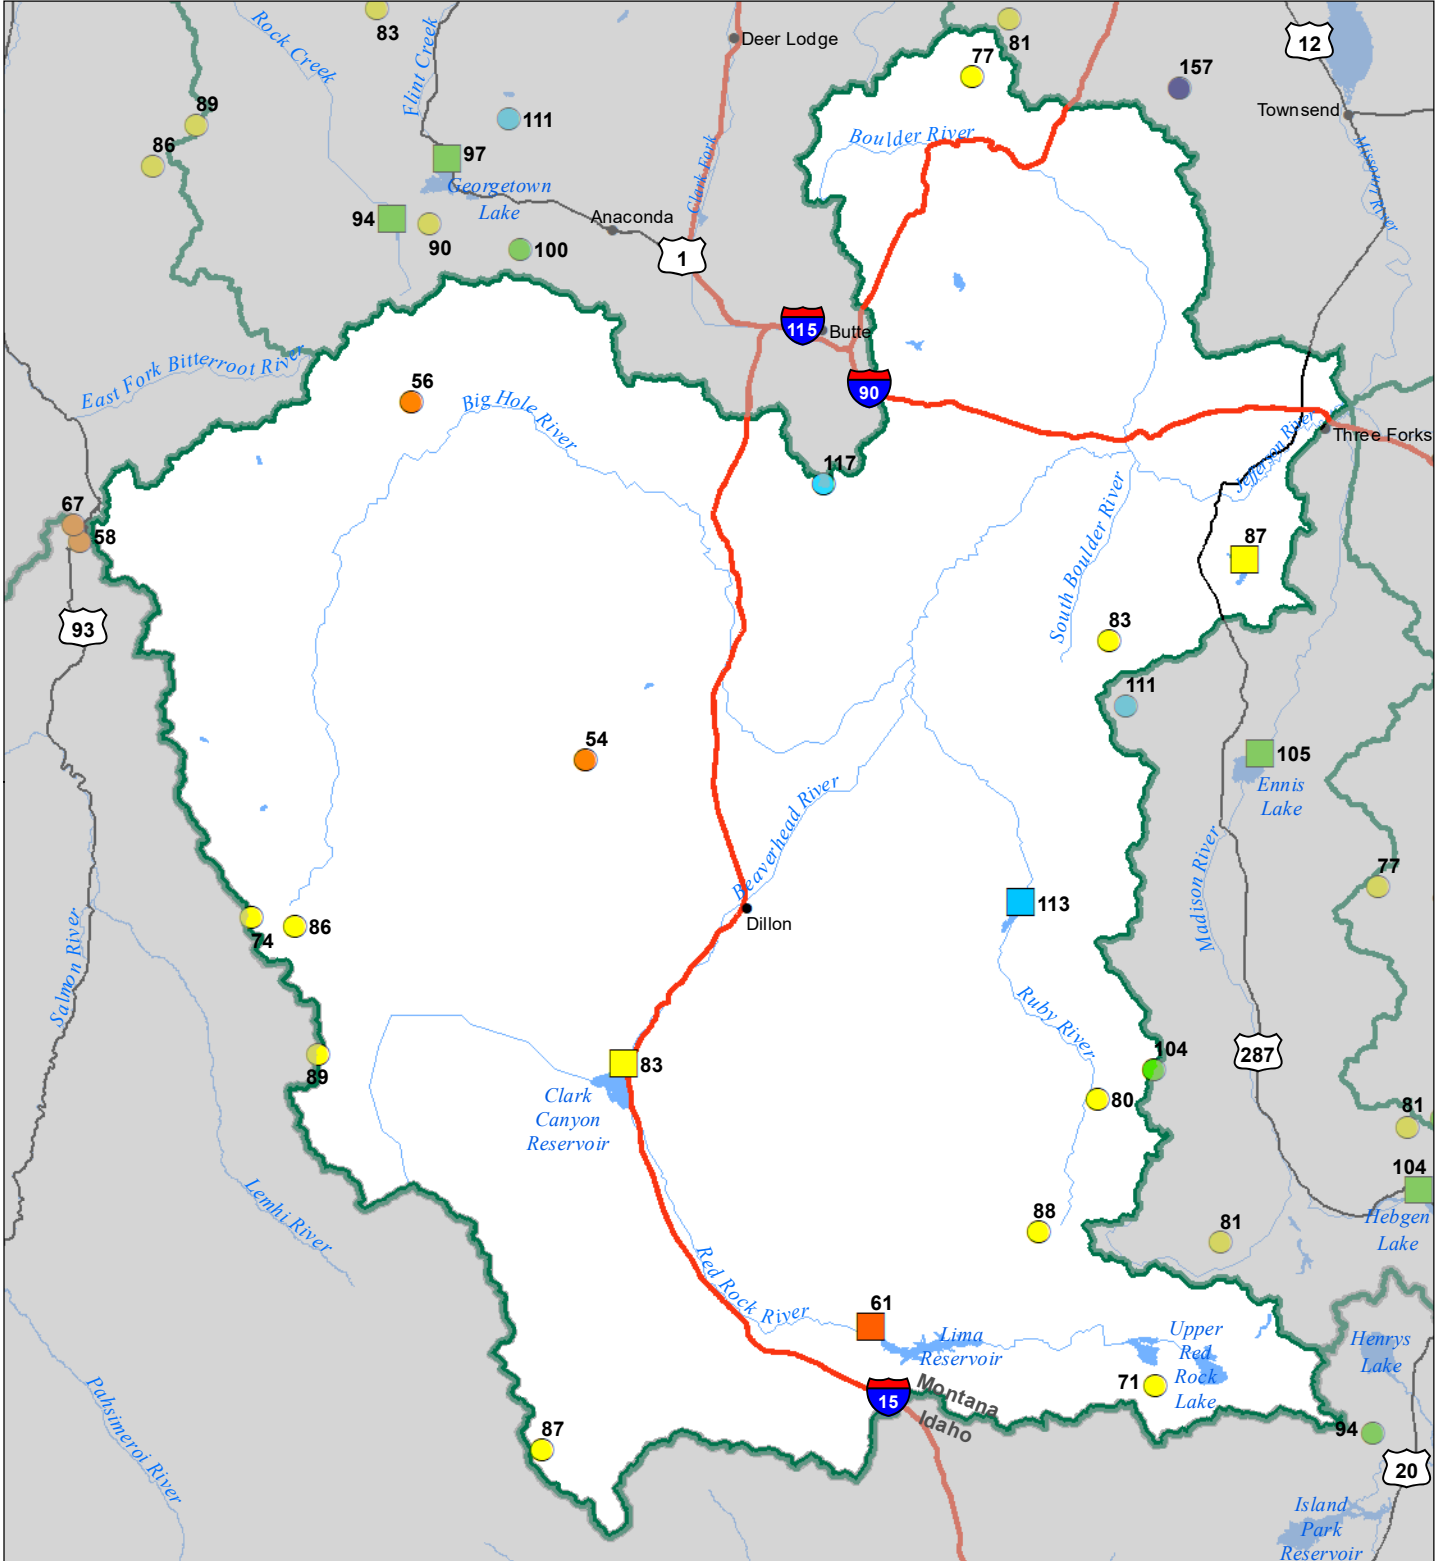 83
Rock Creek
Flint Creek
Deer Lodge
81
77
12
157
Townsend
89
111
86
97
Boulder River
Clark Fork
Missouri River
Georgetown
Lake
94
90
100
Anaconda
1
115
Butte
East Fork Bitterroot River
90
56
Big Hole River
Three Forks
Jefferson River
117
67
58
South Boulder River
87
93
83
111
54
105
Ennis
Lake
Beaverhead River
Madison River
77
113
Dillon
74
86
Salmon River
Ruby River
89
83
104
287
Clark
Canyon
Reservoir
80
81
104
Hebgen
Lake
Lemhi River
88
81
Red Rock River
61
Lima
Reservoir
Upper
Red
Rock
Lake
Henrys
Lake
71
15
Montana
Idaho
Pahsimeroi River
87
94
20
Island
Park
Reservoir